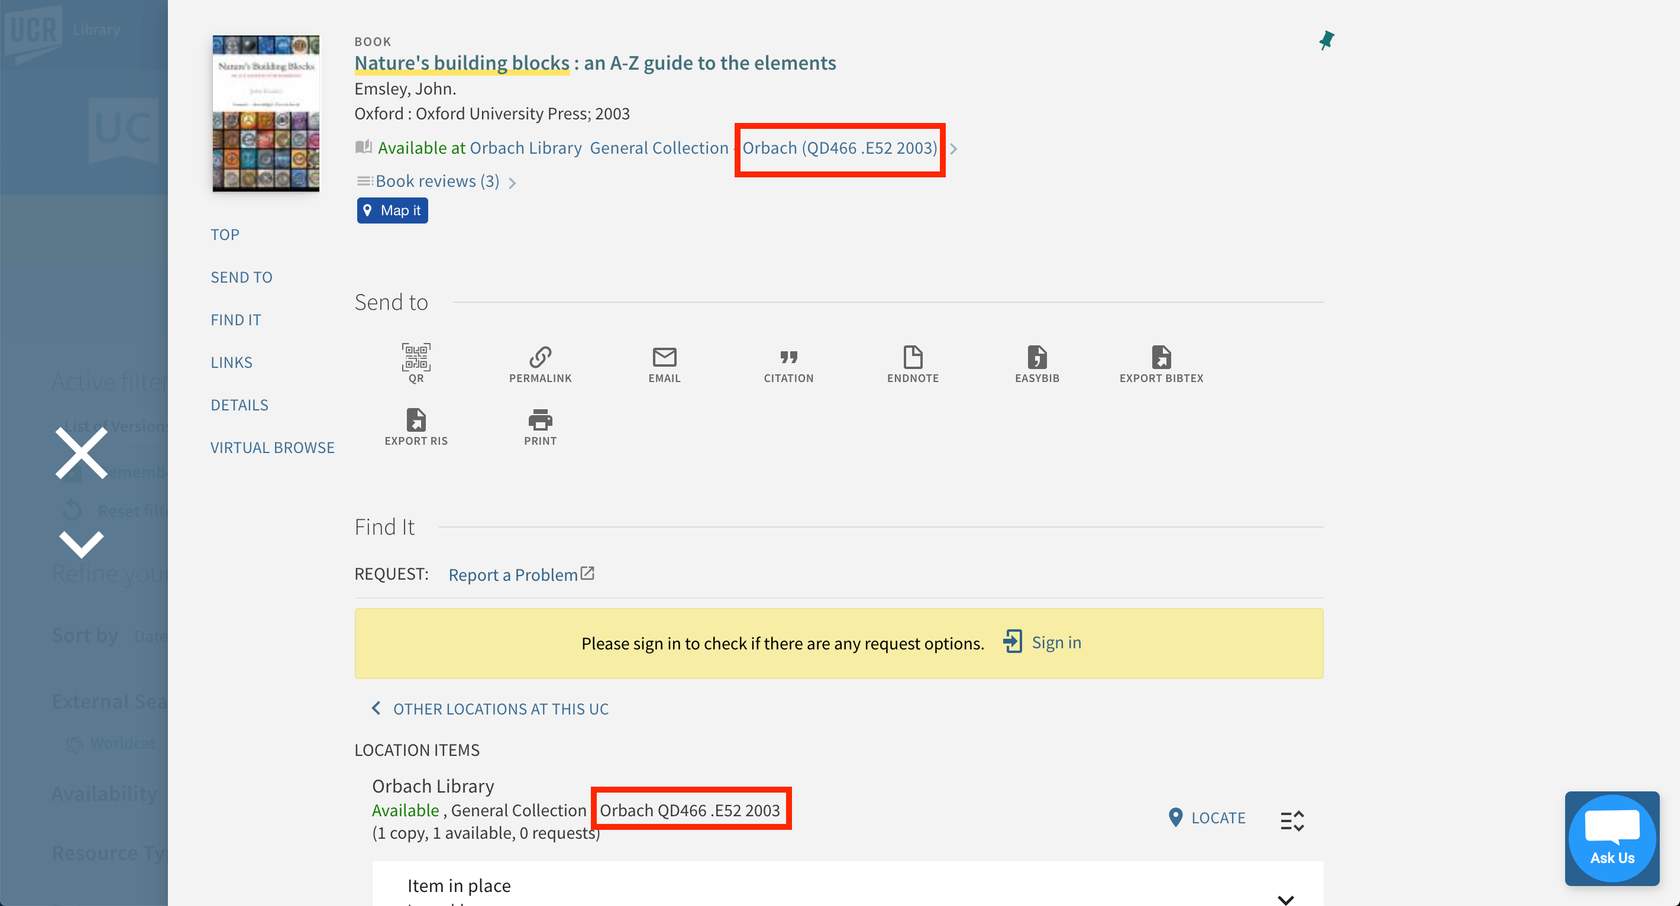 UCR Library
UC
Nature's Building Blocks
BOOK
Nature's building blocks : an A-Z guide to the elements
Emsley, John.
Oxford : Oxford University Press; 2003
Available at Orbach Library General Collection Orbach (QD466 .E52 2003)
Book reviews (3)
Map it
TOP
SEND TO
FIND IT
LINKS
DETAILS
VIRTUAL BROWSE
Send to
QR
PERMALINK
EMAIL
CITATION
ENDNOTE
EASYBIB
EXPORT BIBTEX
EXPORT RIS
PRINT
Active filter
List of Versions
Rememb
Reset filt
Refine your
Sort by Date
External Sea
Worldcat
Availability
Resource Ty
Find It
REQUEST: Report a Problem
Please sign in to check if there are any request options. Sign in
OTHER LOCATIONS AT THIS UC
LOCATION ITEMS
Orbach Library
Available , General Collection Orbach QD466 .E52 2003
(1 copy, 1 available, 0 requests)
LOCATE
Item in place
Ask Us